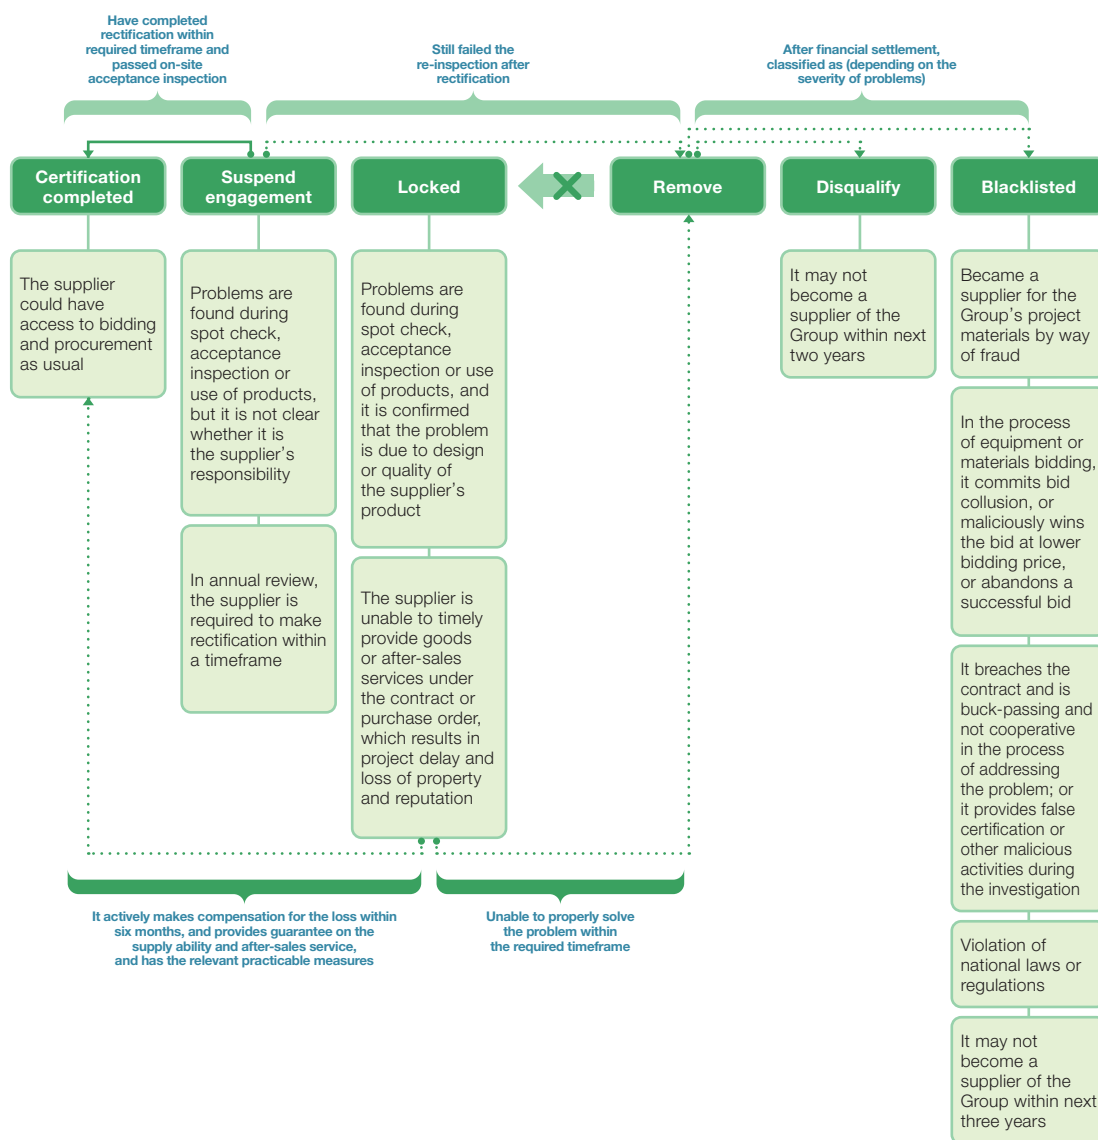 Have completed
rectification within
required timeframe and
passed on-site
acceptance inspection
Still failed the
re-inspection after
rectification
After financial settlement,
classified as (depending on the
severity of problems)
Certification
completed
Suspend
engagement
Locked
Remove
Disqualify
Blacklisted
The supplier
could have
access to bidding
and procurement
as usual
Problems are
found during
spot check,
acceptance
inspection or
use of products,
but it is not clear
whether it is
the supplier's
responsibility
In annual review,
the supplier is
required to make
rectification within
a timeframe
Problems are
found during
spot check,
acceptance
inspection or use
of products, and
it is confirmed
that the problem
is due to design
or quality of
the supplier's
product
The supplier is
unable to timely
provide goods
or after-sales
services under
the contract or
purchase order,
which results in
project delay and
loss of property
and reputation
It may not
become a
supplier of the
Group within next
two years
Became a
supplier for the
Group's project
materials by way
of fraud
In the process
of equipment or
materials bidding,
it commits bid
collusion, or
maliciously wins
the bid at lower
bidding price,
or abandons a
successful bid
It breaches the
contract and is
buck-passing and
not cooperative
in the process
of addressing
the problem; or
it provides false
certification or
other malicious
activities during
the investigation
Violation of
national laws or
regulations
It may not
become a
supplier of the
Group within next
three years
It actively makes compensation for the loss within
six months, and provides guarantee on the
supply ability and after-sales service,
and has the relevant practicable measures
Unable to properly solve
the problem within
the required timeframe